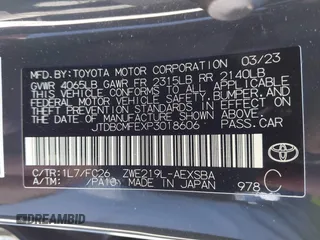 MFD.BY:TOYOTA MOTOR CORPORATION 03/23
GVWR 4065LB GAWR FR 2315LB RR 2140LB
THIS VEHICLE CONFORMS TO ALL APPLICABLE
FEDERAL MOTOR VEHICLE SAFETY, BUMPER, AND
THEFT PREVENTION STANDARDS IN EFFECT ON
THE DATE OF MANUFACTURE SHOWN ABOVE.
JTDBCMFEXP3018606 PASS.CAR
C/TR:1L7/FC26 ZWE219L-AEXSBA
A/TM: /PA10 MADE IN JAPAN 978 C
TOYOTA
© DREAMBID